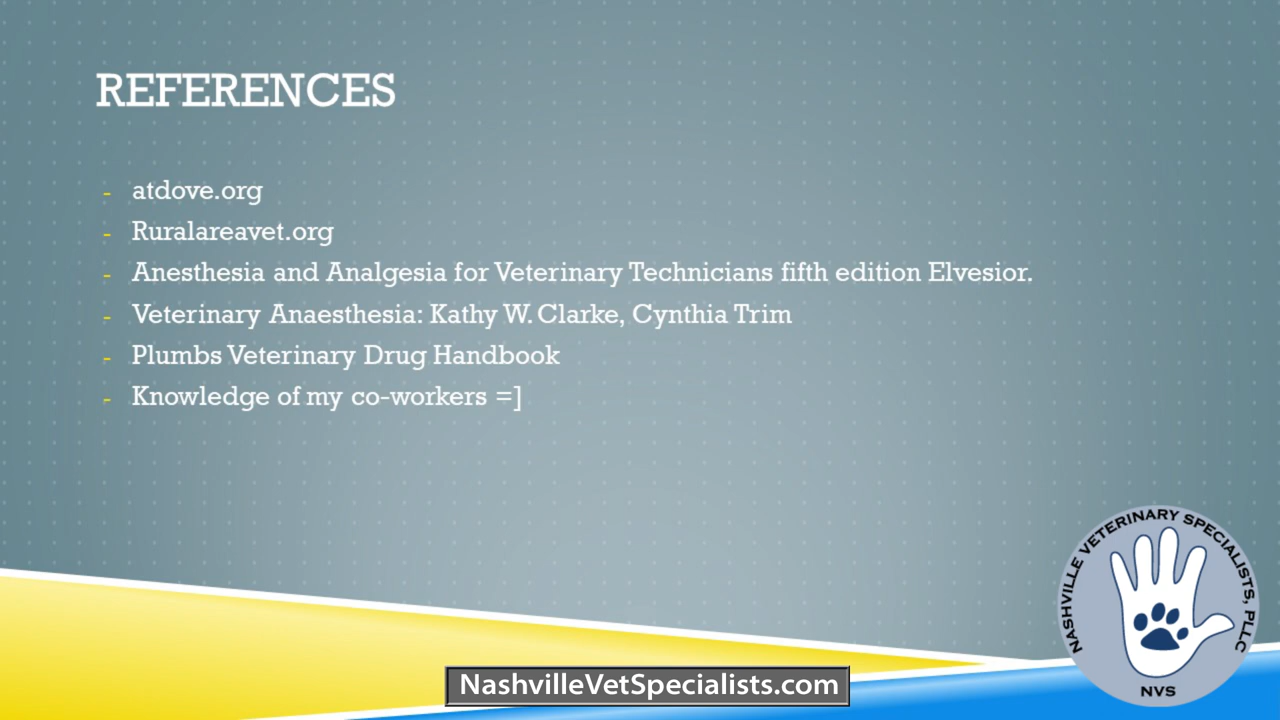 REFERENCES
- atdove.org
- Ruralareavet.org
- Anesthesia and Analgesia for Veterinary Technicians fifth edition Elvesior.
- Veterinary Anaesthesia: Kathy W. Clarke, Cynthia Trim
- Plumbs Veterinary Drug Handbook
- Knowledge of my co-workers =]
NASHVILLE VETERINARY SPECIALISTS, PLLC
NVS
NashvilleVetSpecialists.com